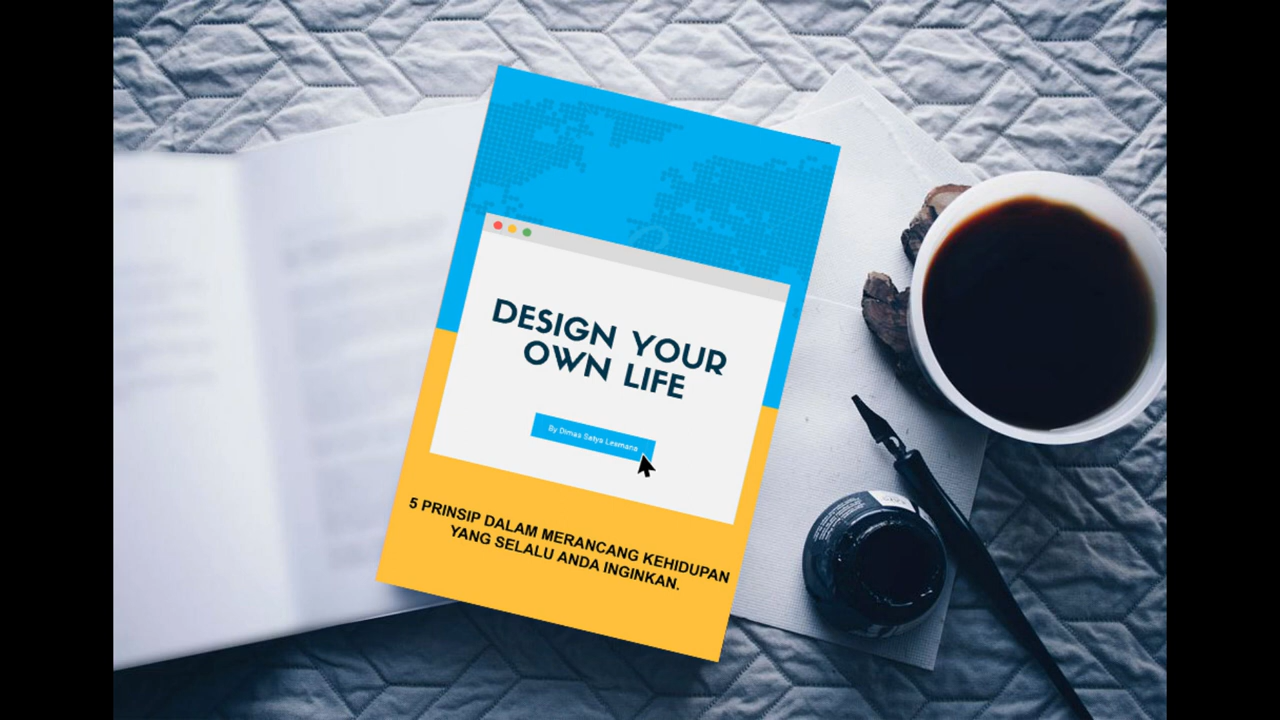 DESIGN YOUR
OWN LIFE
By Dimas Satya Lesmana
5 PRINSIP DALAM MERANCANG KEHIDUPAN
YANG SELALU ANDA INGINKAN.